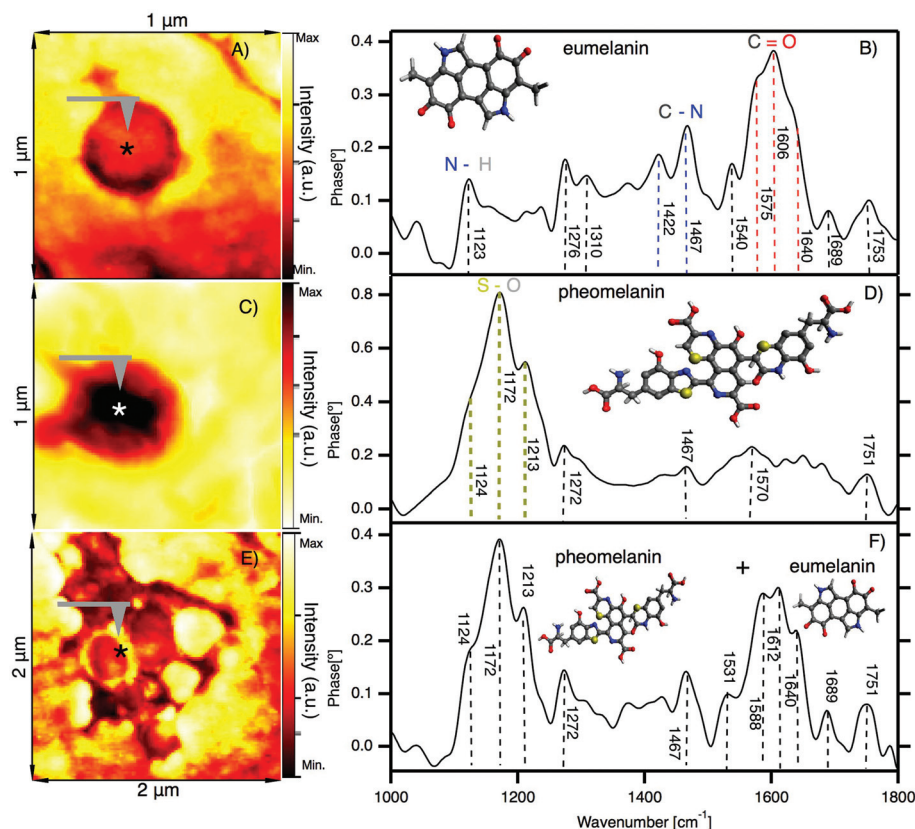 1 µm
A)
1 µm
Max
Intensity (a.u.)
Min.
C)
1 µm
Max
Intensity (a.u.)
Min.
E)
2 µm
Max
Intensity (a.u.)
Min.
2 µm
*
*
*
eumelanin
B)
C = O
C - N
N - H
Phase[º]
0.4
0.3
0.2
0.1
0.0
1123
1276
1310
1422
1467
1540
1575
1606
1640
1689
1753
S - O
pheomelanin
D)
Phase[º]
0.8
0.6
0.4
0.2
0.0
1124
1172
1213
1272
1467
1570
1751
pheomelanin + eumelanin
F)
Phase[º]
0.4
0.3
0.2
0.1
0.0
1124
1172
1213
1272
1467
1531
1588
1612
1640
1689
1751
1000 1200 1400 1600 1800
Wavenumber [cm⁻¹]